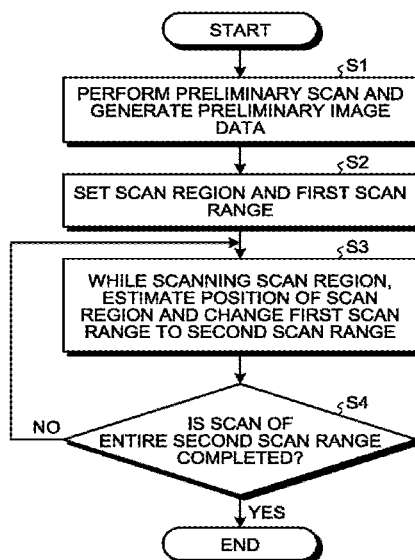 START
S1
PERFORM PRELIMINARY SCAN AND
GENERATE PRELIMINARY IMAGE
DATA
S2
SET SCAN REGION AND FIRST SCAN
RANGE
S3
WHILE SCANNING SCAN REGION,
ESTIMATE POSITION OF SCAN
REGION AND CHANGE FIRST SCAN
RANGE TO SECOND SCAN RANGE
S4
NO
IS SCAN OF
ENTIRE SECOND SCAN RANGE
COMPLETED?
YES
END